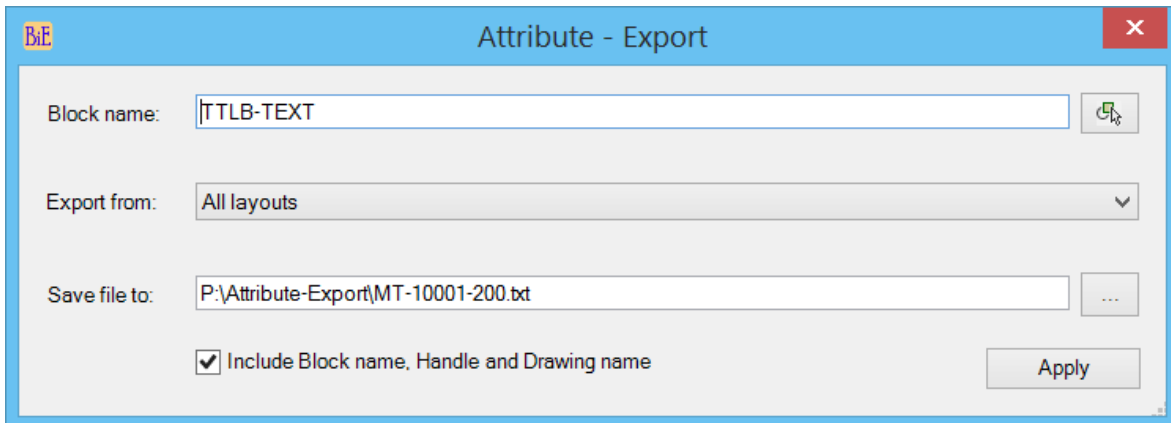 BiE
Attribute - Export
Block name: TTLB-TEXT
Export from: All layouts
Save file to: P:\Attribute-Export\MT-10001-200.txt
...
Include Block name, Handle and Drawing name
Apply